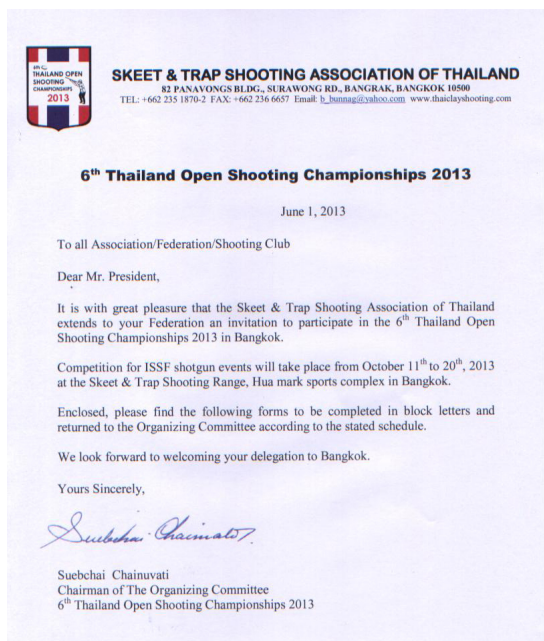 THAILAND OPEN
SHOOTING
CHAMPIONSHIPS
2013
SKEET & TRAP SHOOTING ASSOCIATION OF THAILAND
82 PANAVONGS BLDG., SURAWONG RD., BANGRAK, BANGKOK 10500
TEL: +662 235 1870-2 FAX: +662 236 6657 Email: b_bunnag@yahoo.com www.thaiclayshooting.com
6th Thailand Open Shooting Championships 2013
June 1, 2013
To all Association/Federation/Shooting Club
Dear Mr. President,
It is with great pleasure that the Skeet & Trap Shooting Association of Thailand
extends to your Federation an invitation to participate in the 6th Thailand Open
Shooting Championships 2013 in Bangkok.
Competition for ISSF shotgun events will take place from October 11th to 20th, 2013
at the Skeet & Trap Shooting Range, Hua mark sports complex in Bangkok.
Enclosed, please find the following forms to be completed in block letters and
returned to the Organizing Committee according to the stated schedule.
We look forward to welcoming your delegation to Bangkok.
Yours Sincerely,
Suebchai Chainuvati
Chairman of The Organizing Committee
6th Thailand Open Shooting Championships 2013